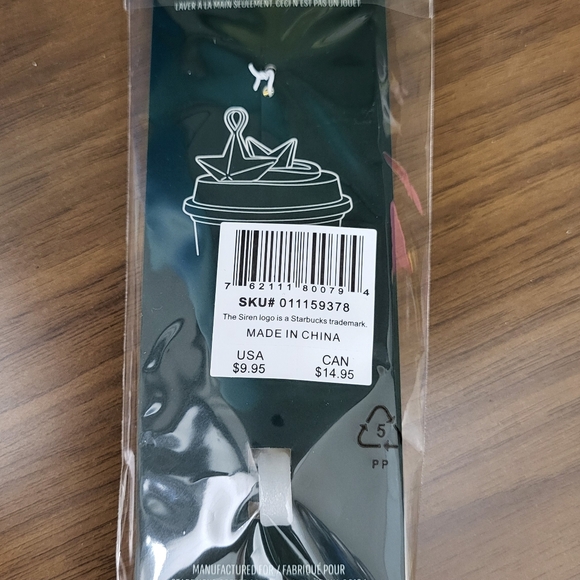 LAVER À LA MAIN SEULEMENT. CECI N'EST PAS UN JOUET
7 62111 80079 4
SKU# 011159378
The Siren logo is a Starbucks trademark.
MADE IN CHINA
USA CAN
$9.95 $14.95
5
PP
MANUFACTURED FOR / FABRIQUÉ POUR